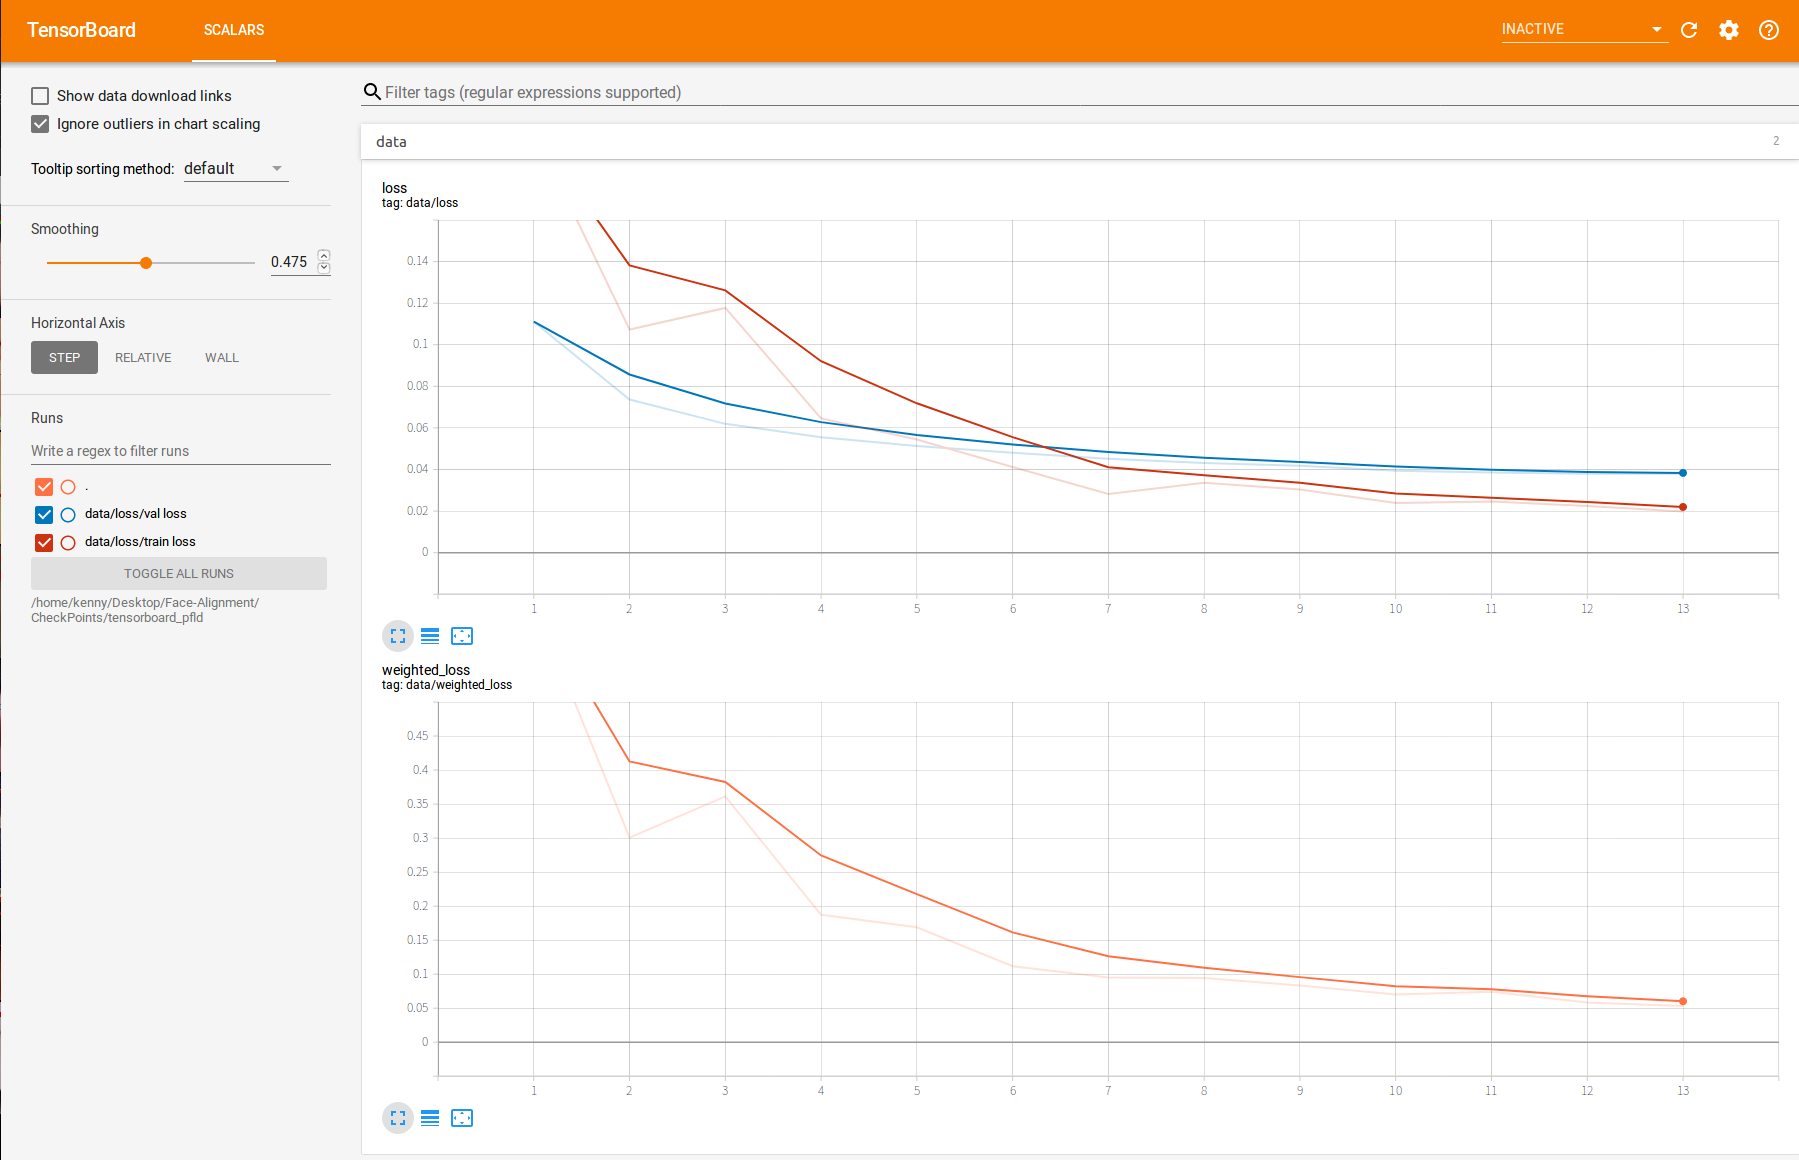 TensorBoard
SCALARS
INACTIVE
Show data download links
Ignore outliers in chart scaling
Tooltip sorting method: default
Smoothing
0.475
Horizontal Axis
STEP RELATIVE WALL
Runs
Write a regex to filter runs
.
data/loss/val loss
data/loss/train loss
TOGGLE ALL RUNS
/home/kenny/Desktop/Face-Alignment/
CheckPoints/tensorboard_pfld
Filter tags (regular expressions supported)
data 2
loss
tag: data/loss
0.14
0.12
0.1
0.08
0.06
0.04
0.02
0
1 2 3 4 5 6 7 8 9 10 11 12 13
weighted_loss
tag: data/weighted_loss
0.45
0.4
0.35
0.3
0.25
0.2
0.15
0.1
0.05
0
1 2 3 4 5 6 7 8 9 10 11 12 13